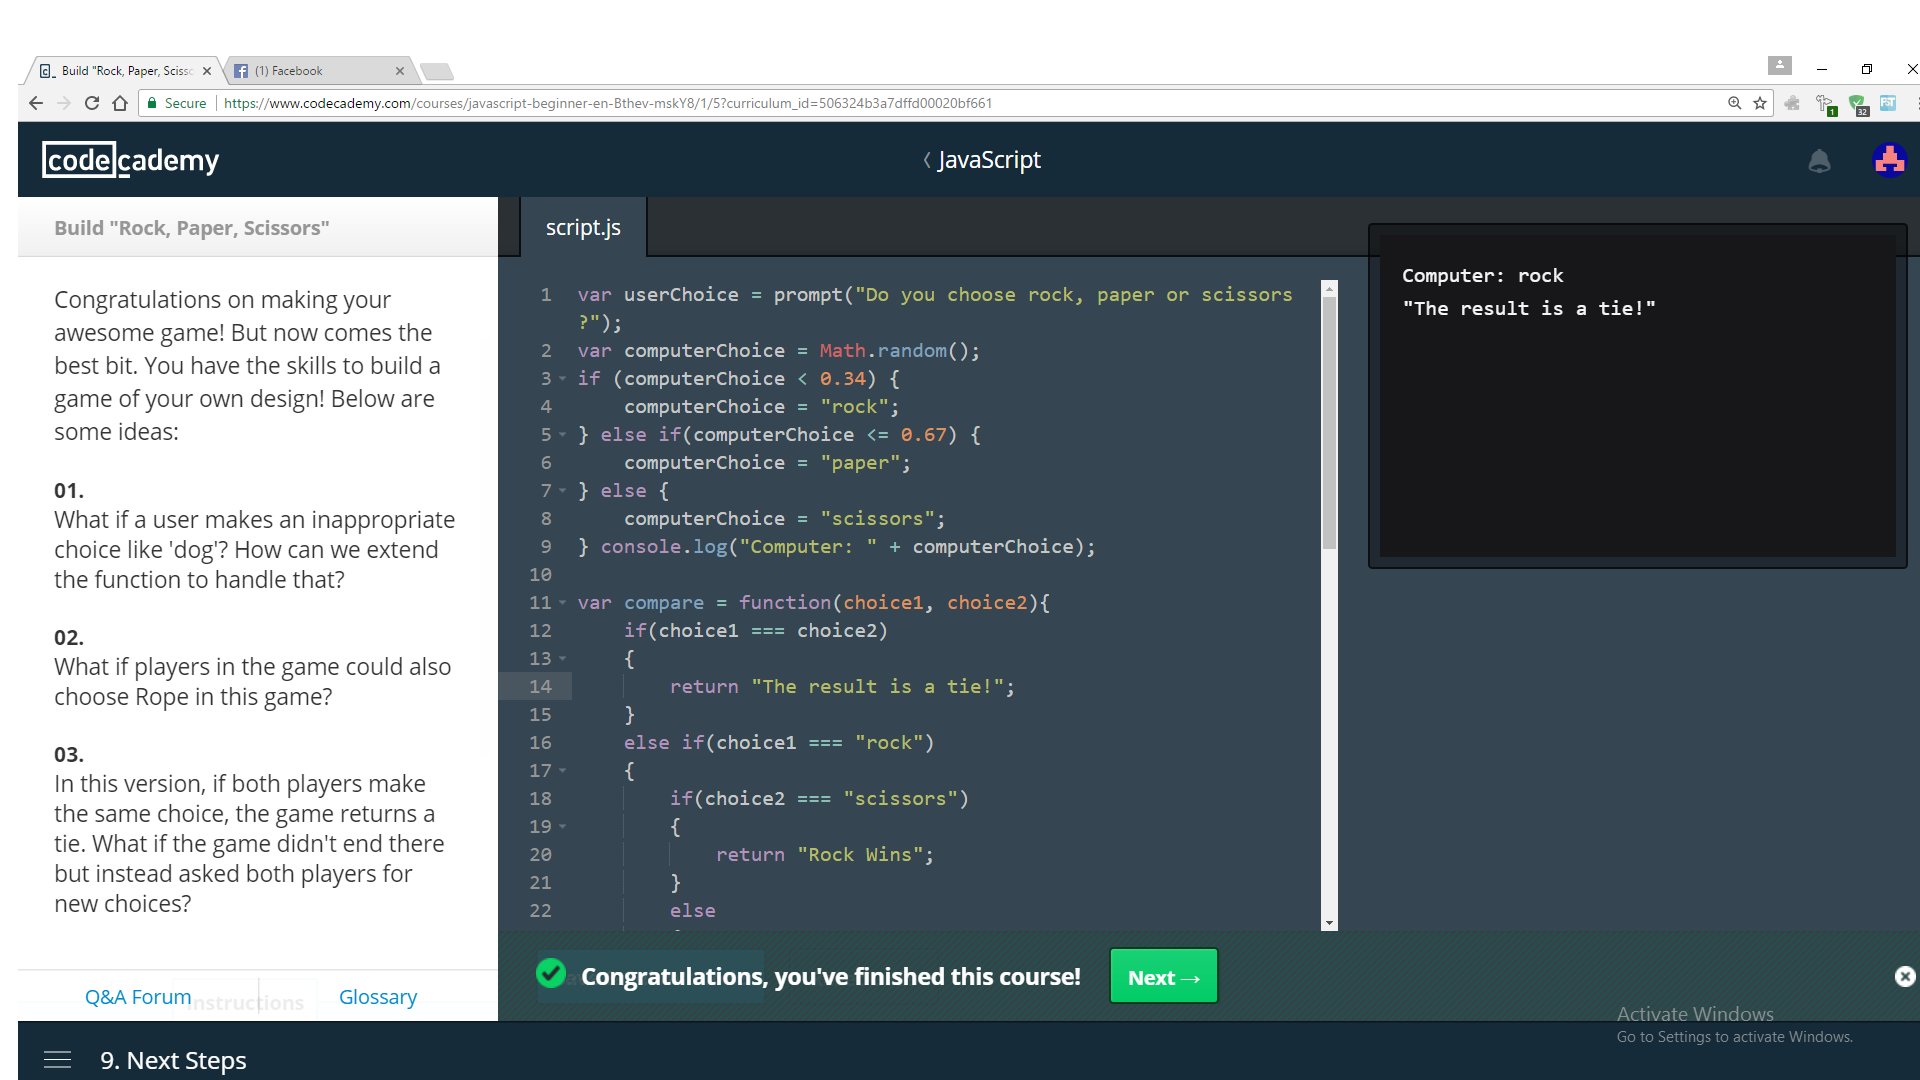 Build "Rock, Paper, Scissc
(1) Facebook
Secure
https://www.codecademy.com/courses/javascript-beginner-en-Bthev-mskY8/1/5?curriculum_id=506324b3a7dffd00020bf661
1
32
codecademy
JavaScript
Build "Rock, Paper, Scissors"
Congratulations on making your
awesome game! But now comes the
best bit. You have the skills to build a
game of your own design! Below are
some ideas:
01.
What if a user makes an inappropriate
choice like 'dog'? How can we extend
the function to handle that?
02.
What if players in the game could also
choose Rope in this game?
03.
In this version, if both players make
the same choice, the game returns a
tie. What if the game didn't end there
but instead asked both players for
new choices?
Q&A Forum
Instructions
Glossary
script.js
1 var userChoice = prompt("Do you choose rock, paper or scissors
?");
2 var computerChoice = Math.random();
3 if (computerChoice < 0.34) {
4 computerChoice = "rock";
5 } else if(computerChoice <= 0.67) {
6 computerChoice = "paper";
7 } else {
8 computerChoice = "scissors";
9 } console.log("Computer: " + computerChoice);
10
11 var compare = function(choice1, choice2){
12 if(choice1 === choice2)
13 {
14 return "The result is a tie!";
15 }
16 else if(choice1 === "rock")
17 {
18 if(choice2 === "scissors")
19 {
20 return "Rock Wins";
21 }
22 else
Computer: rock
"The result is a tie!"
Congratulations, you've finished this course!
Next →
Activate Windows
Go to Settings to activate Windows.
9. Next Steps